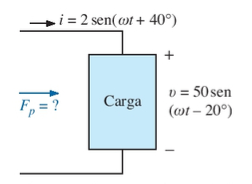 i = 2 sen(ωt + 40°)
+
F_p = ?
Carga
υ = 50 sen
(ωt – 20°)
–